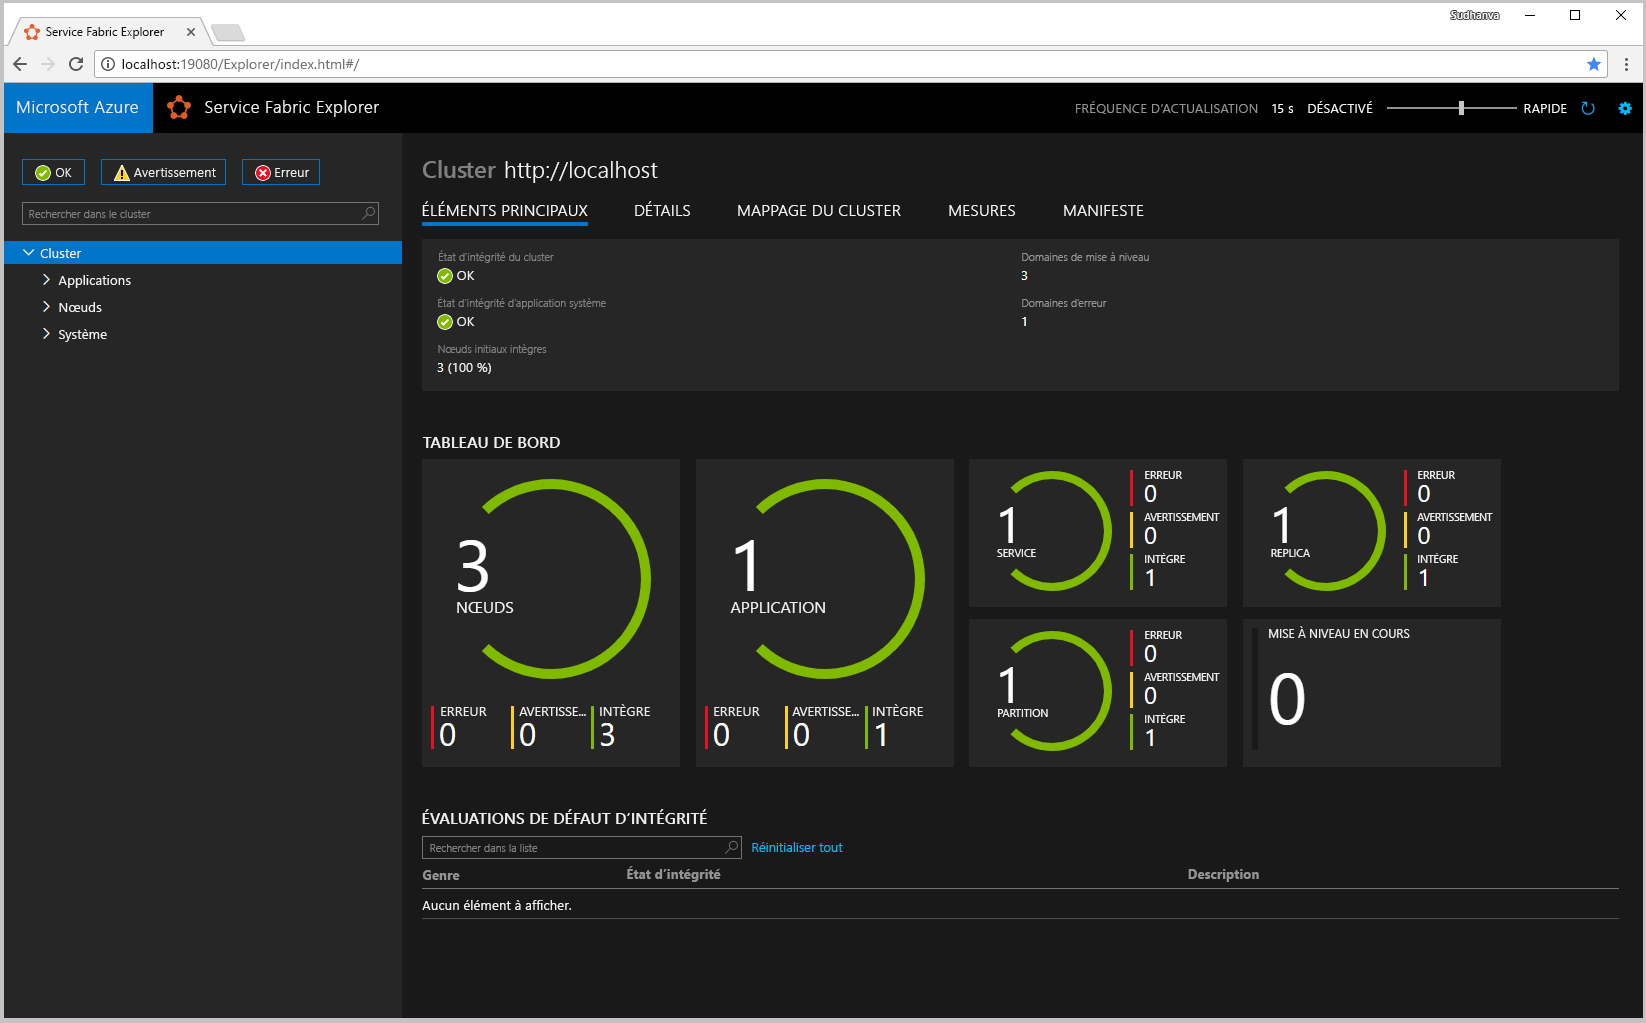 Sudhanva
Service Fabric Explorer
localhost:19080/Explorer/index.html#/
Microsoft Azure
Service Fabric Explorer
FRÉQUENCE D'ACTUALISATION 15 s DÉSACTIVÉ RAPIDE
OK
Avertissement
Erreur
Rechercher dans le cluster
Cluster
Applications
Nœuds
Système
Cluster http://localhost
ÉLÉMENTS PRINCIPAUX
DÉTAILS
MAPPAGE DU CLUSTER
MESURES
MANIFESTE
État d'intégrité du cluster
OK
État d'intégrité d'application système
OK
Nœuds initiaux intègres
3 (100 %)
Domaines de mise à niveau
3
Domaines d'erreur
1
TABLEAU DE BORD
3
NŒUDS
ERREUR
0
AVERTISSE...
0
INTÈGRE
3
1
APPLICATION
ERREUR
0
AVERTISSE...
0
INTÈGRE
1
1
SERVICE
ERREUR
0
AVERTISSEMENT
0
INTÈGRE
1
1
REPLICA
ERREUR
0
AVERTISSEMENT
0
INTÈGRE
1
1
PARTITION
ERREUR
0
AVERTISSEMENT
0
INTÈGRE
1
MISE À NIVEAU EN COURS
0
ÉVALUATIONS DE DÉFAUT D'INTÉGRITÉ
Rechercher dans la liste
Réinitialiser tout
Genre État d'intégrité Description
Aucun élément à afficher.